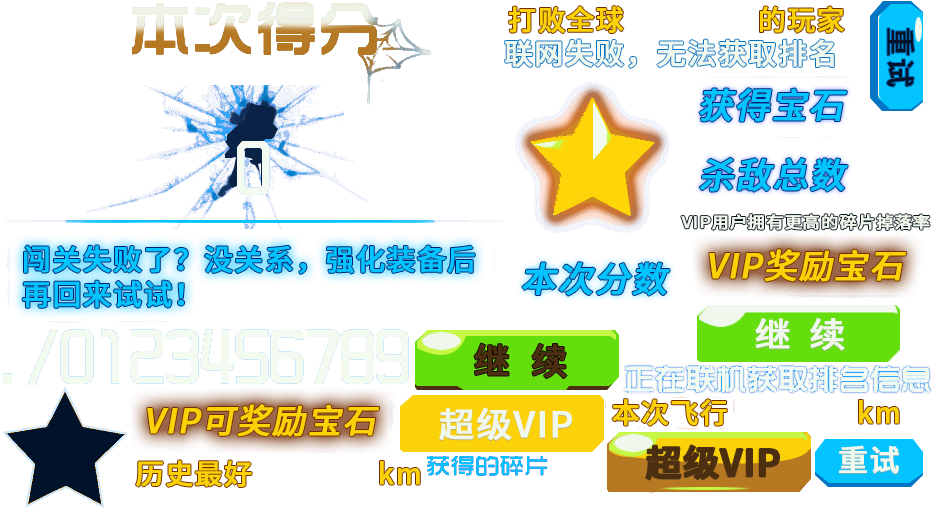 本次得分
打败全球 的玩家
联网失败，无法获取排名
重试
获得宝石
0
杀敌总数
VIP用户拥有更高的碎片掉落率
闯关失败了？没关系，强化装备后
再回来试试！
本次分数
VIP奖励宝石
继 续
./0123456789
继 续
正在联机获取排名信息
VIP可奖励宝石
超级VIP
本次飞行 km
历史最好 km
获得的碎片
超级VIP
重试